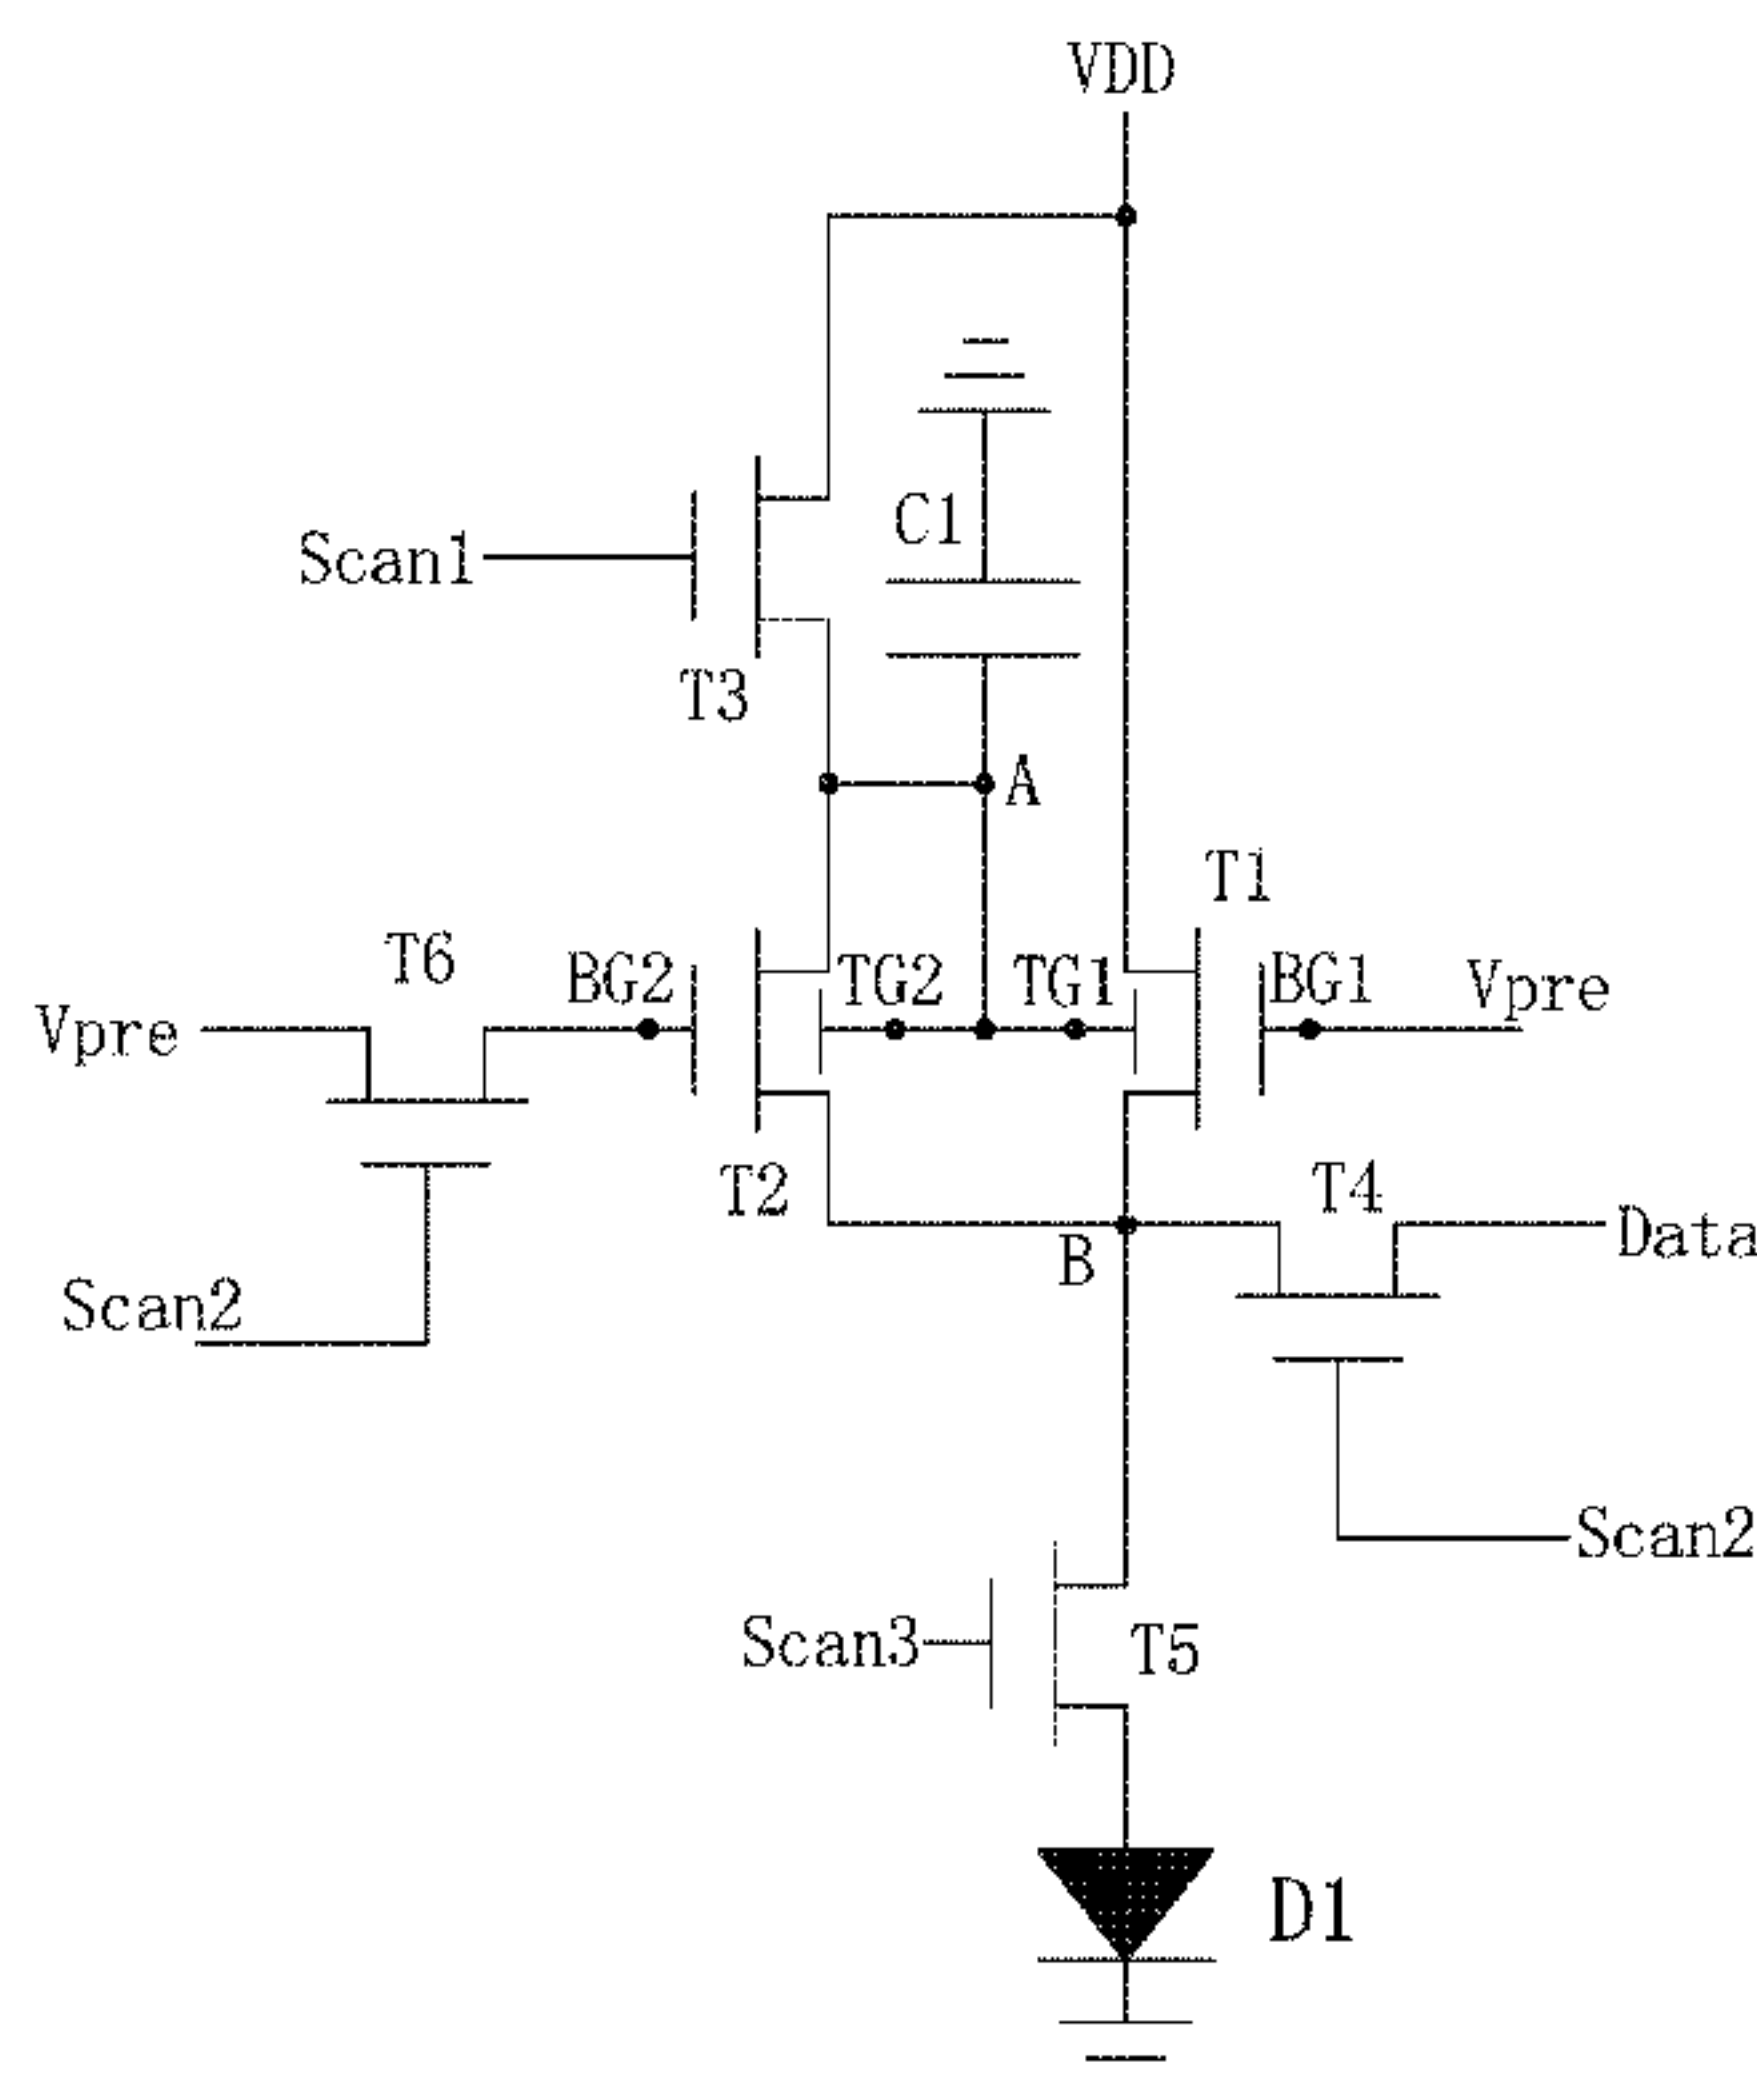 VDD
C1
Scan1
T3
A
T1
T6
BG2
TG2
TG1
BG1
Vpre
Vpre
T2
T4
Data
B
Scan2
Scan2
Scan3
T5
D1